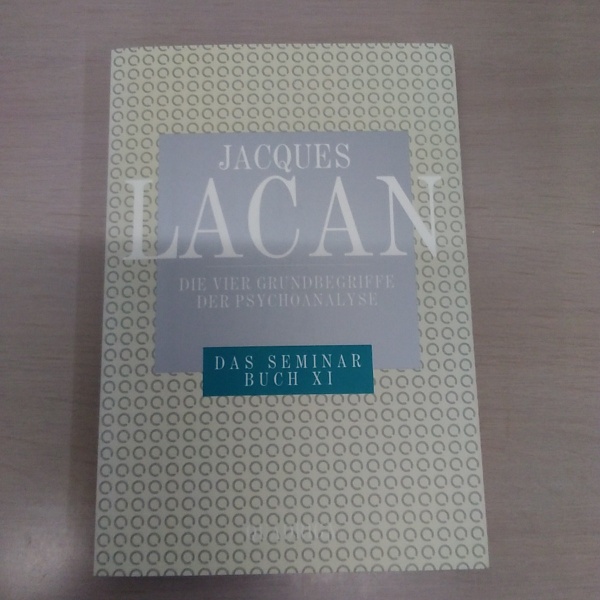 JACQUES
LACAN
DIE VIER GRUNDBEGRIFFE
DER PSYCHOANALYSE
DAS SEMINAR
BUCH XI